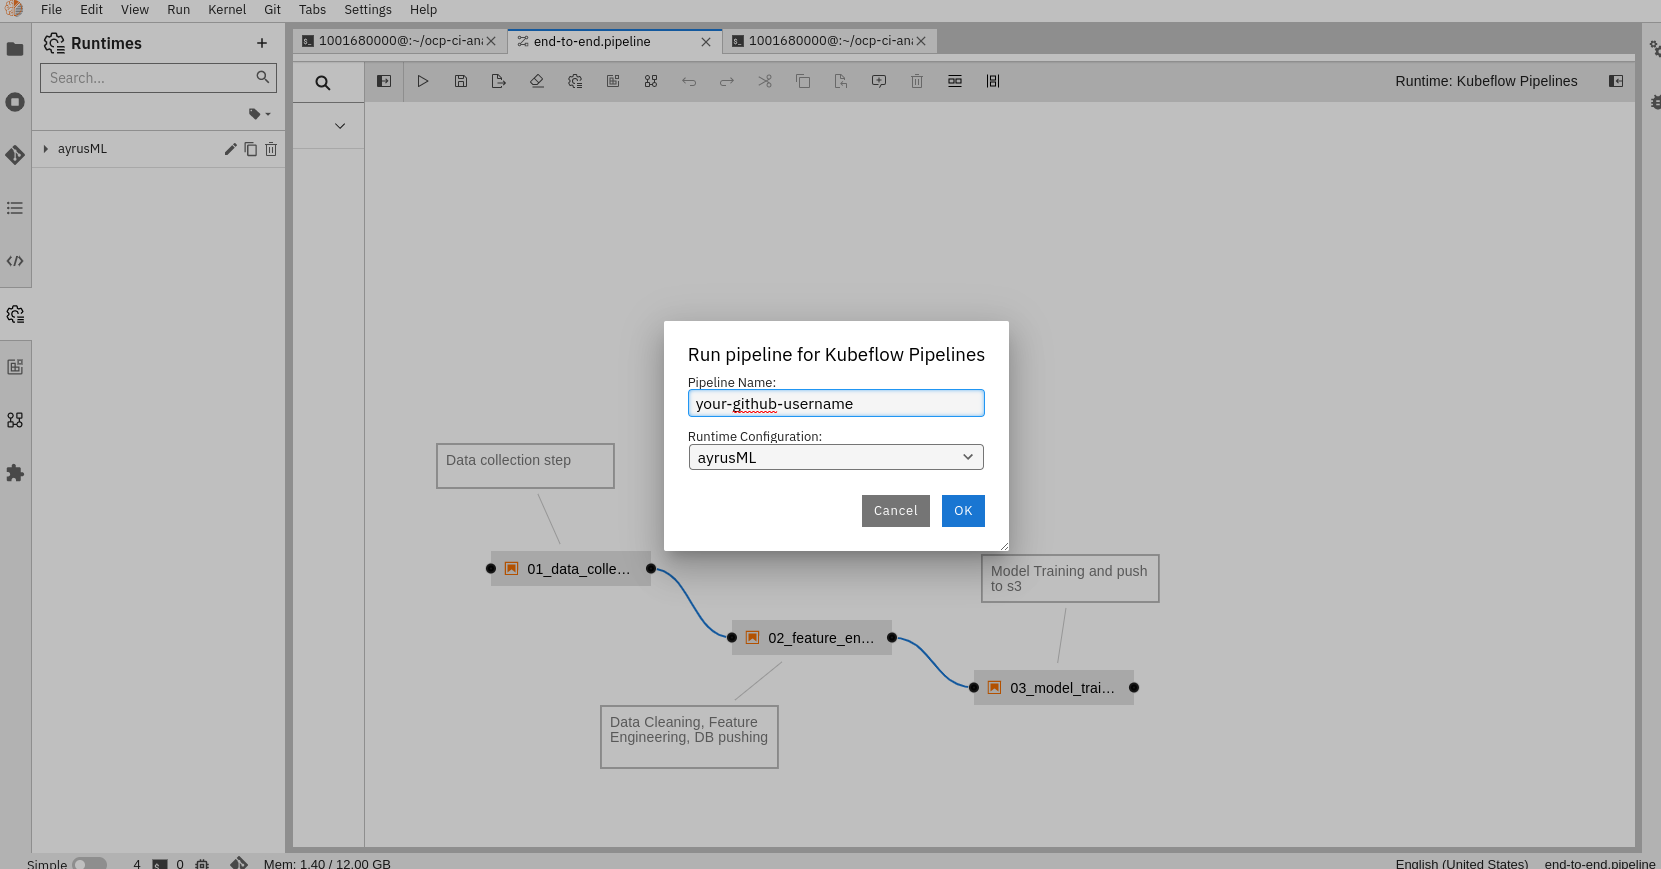 File Edit View Run Kernel Git Tabs Settings Help
Runtimes
Search...
ayrusML
1001680000@:~/ocp-ci-ana
end-to-end.pipeline
1001680000@:~/ocp-ci-ana
Runtime: Kubeflow Pipelines
Run pipeline for Kubeflow Pipelines
Pipeline Name:
your-github-username
Runtime Configuration:
ayrusML
Cancel OK
Data collection step
01_data_colle...
Model Training and push
to s3
02_feature_en...
03_model_trai...
Data Cleaning, Feature
Engineering, DB pushing
Simple 4 0 Mem: 1.40 / 12.00 GB English (United States) end-to-end.pipeline